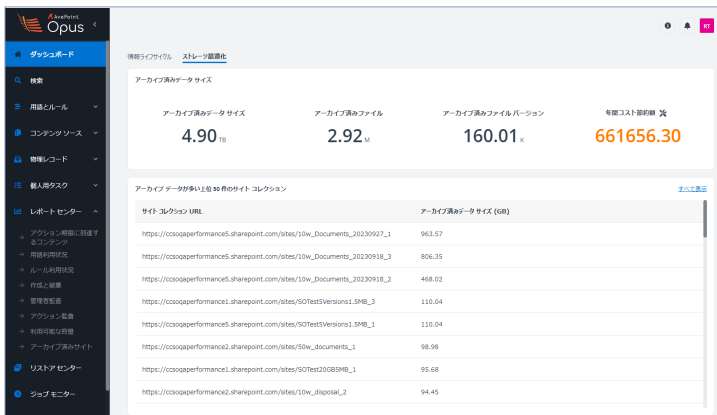 AvePoint
Opus
RT
ダッシュボード
検索
用語とルール
コンテンツ ソース
物理レコード
個人用タスク
レポート センター
アクション期限に到達す
るコンテンツ
用語利用状況
ルール利用状況
作成と破棄
管理者監査
アクション監査
利用可能な容量
アーカイブ済みサイト
リストア センター
ジョブ モニター
情報ライフサイクル
ストレージ最適化
アーカイブ済みデータ サイズ
アーカイブ済みデータ サイズ
4.90 TB
アーカイブ済みファイル
2.92 M
アーカイブ済みファイル バージョン
160.01 K
年間コスト節約額
661656.30
アーカイブ データが多い上位 50 件のサイト コレクション
すべて表示
サイト コレクション URL
アーカイブ済みデータ サイズ (GB)
https://ccsoqaperformance5.sharepoint.com/sites/10w_Documents_20230927_1 963.57
https://ccsoqaperformance5.sharepoint.com/sites/10w_Documents_20230918_3 806.35
https://ccsoqaperformance5.sharepoint.com/sites/10w_Documents_20230918_2 468.02
https://ccsoqaperformance1.sharepoint.com/sites/SOTest5Versions1.5MB_3 110.04
https://ccsoqaperformance5.sharepoint.com/sites/SOTest5Versions1.5MB_1 110.04
https://ccsoqaperformance2.sharepoint.com/sites/50w_documents_1 98.98
https://ccsoqaperformance1.sharepoint.com/sites/SOTest20GB5MB_1 95.68
https://ccsoqaperformance2.sharepoint.com/sites/10w_disposal_2 94.45